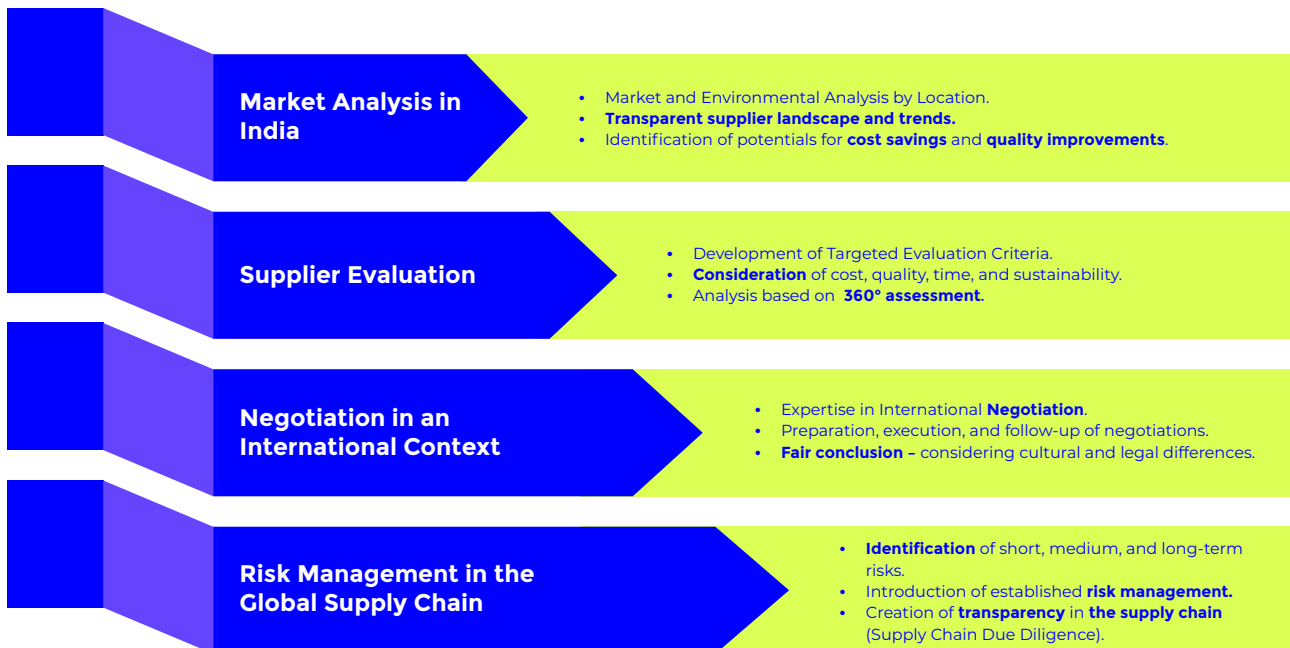 Market Analysis in
India
• Market and Environmental Analysis by Location.
• Transparent supplier landscape and trends.
• Identification of potentials for cost savings and quality improvements.
Supplier Evaluation
• Development of Targeted Evaluation Criteria.
• Consideration of cost, quality, time, and sustainability.
• Analysis based on 360° assessment.
Negotiation in an
International Context
• Expertise in International Negotiation.
• Preparation, execution, and follow-up of negotiations.
• Fair conclusion – considering cultural and legal differences.
Risk Management in the
Global Supply Chain
• Identification of short, medium, and long-term
risks.
• Introduction of established risk management.
• Creation of transparency in the supply chain
(Supply Chain Due Diligence).